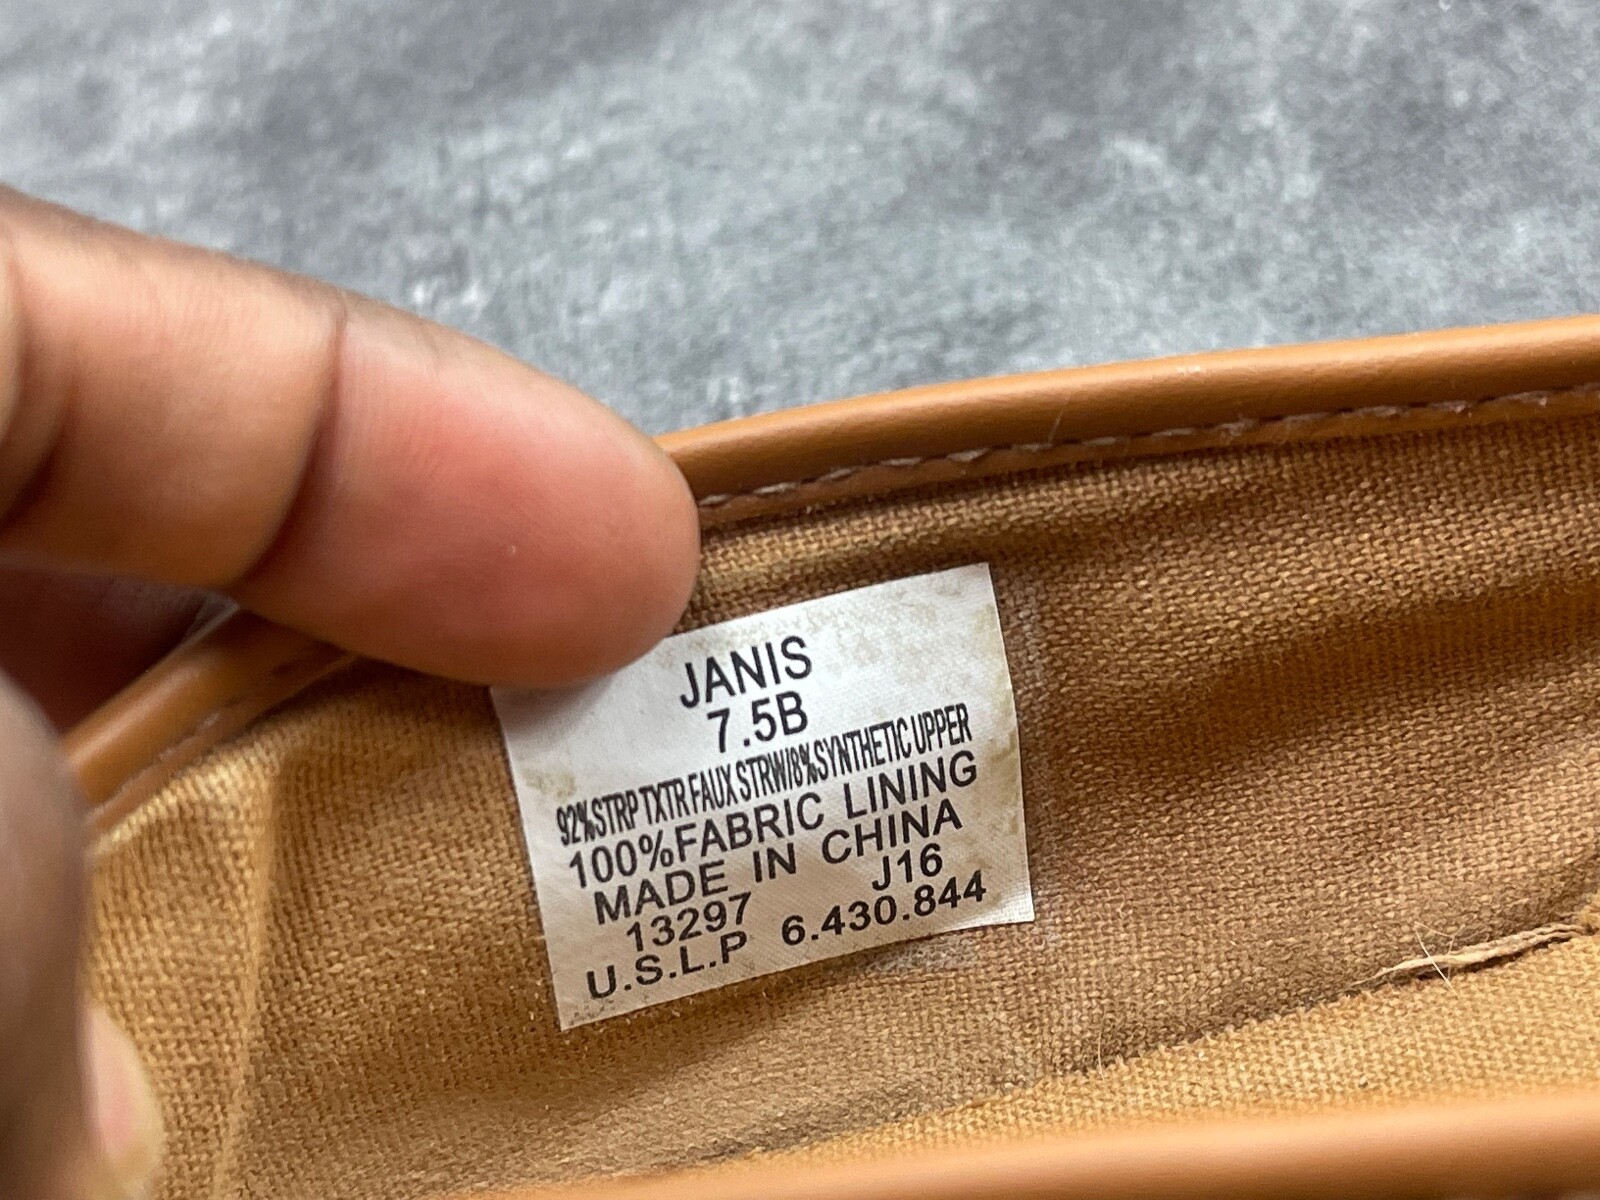 JANIS
7.5B
92%STRP TXTR FAUX STRW/8%SYNTHETIC UPPER
100%FABRIC LINING
MADE IN CHINA
13297 J16
U.S.L.P 6.430.844